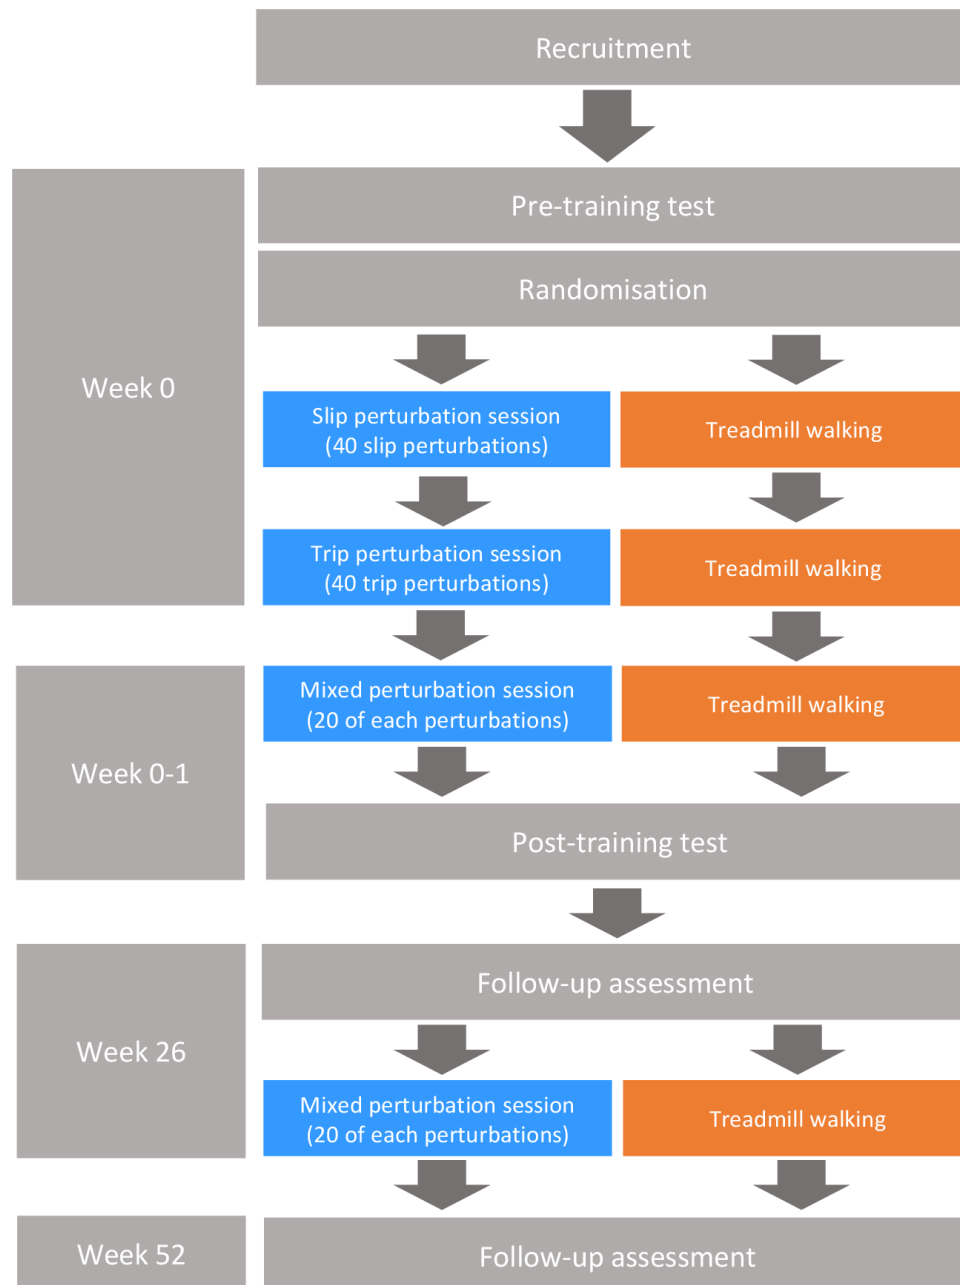 Recruitment
Pre-training test
Randomisation
Week 0
Slip perturbation session
(40 slip perturbations)
Treadmill walking
Trip perturbation session
(40 trip perturbations)
Treadmill walking
Week 0-1
Mixed perturbation session
(20 of each perturbations)
Treadmill walking
Post-training test
Week 26
Follow-up assessment
Mixed perturbation session
(20 of each perturbations)
Treadmill walking
Week 52
Follow-up assessment